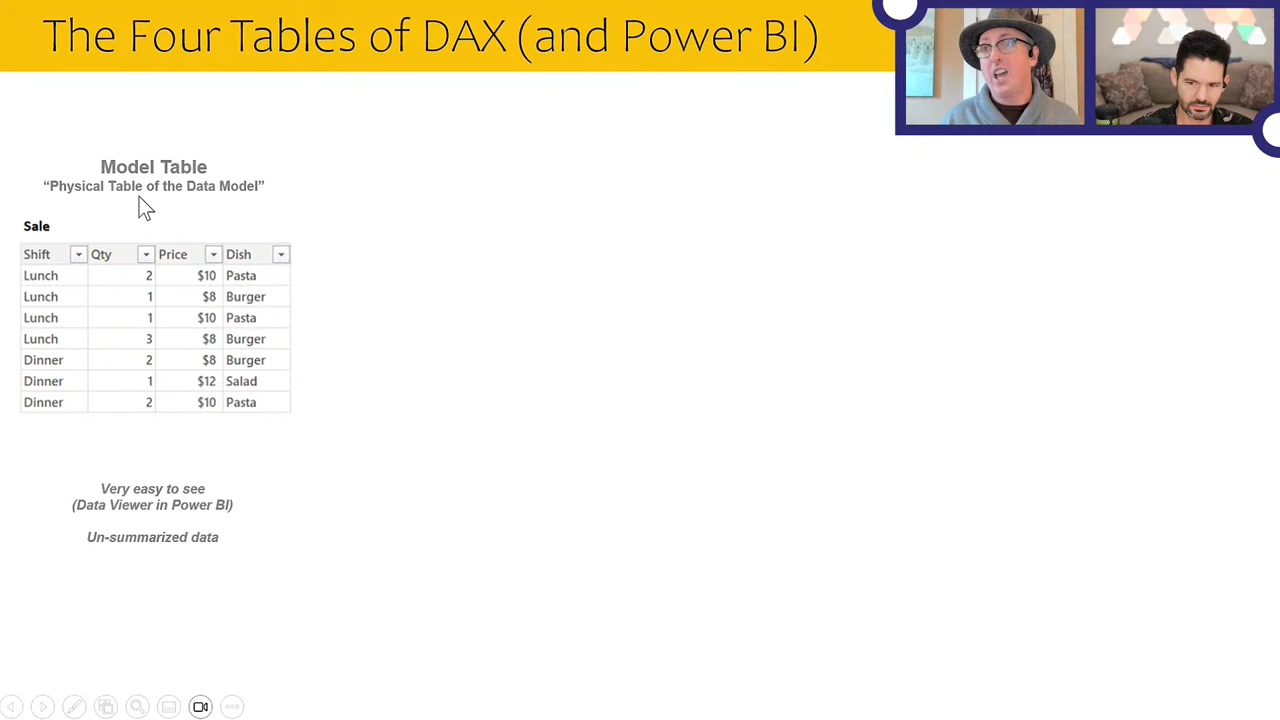 The Four Tables of DAX (and Power BI)
Model Table
“Physical Table of the Data Model”
Sale
Shift Qty Price Dish
Lunch 2 $10 Pasta
Lunch 1 $8 Burger
Lunch 1 $10 Pasta
Lunch 3 $8 Burger
Dinner 2 $8 Burger
Dinner 1 $12 Salad
Dinner 2 $10 Pasta
Very easy to see
(Data Viewer in Power BI)
Un-summarized data